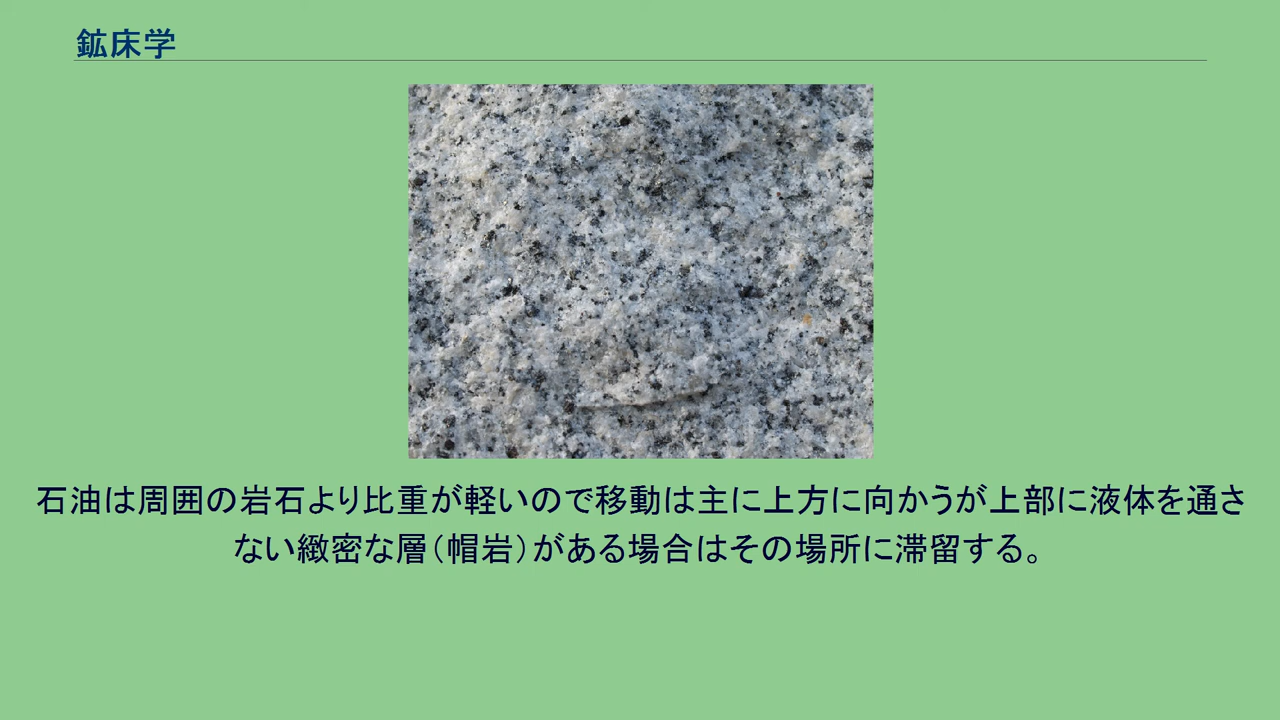 鉱床学
石油は周囲の岩石より比重が軽いので移動は主に上方に向かうが上部に液体を通さ
ない緻密な層（帽岩）がある場合はその場所に滞留する。